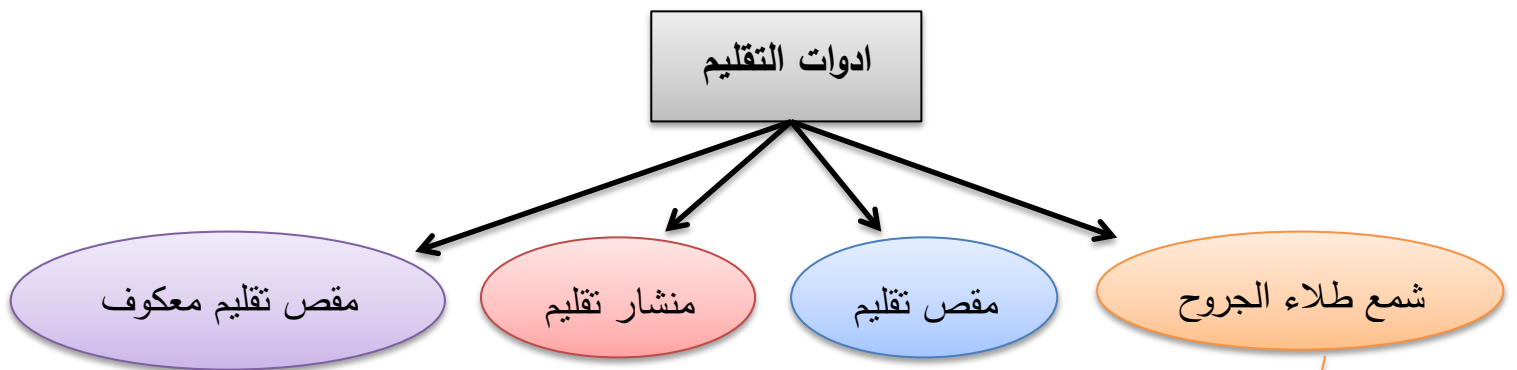 ادوات التقليم
شمع طلاء الجروح
مقص تقليم
منشار تقليم
مقص تقليم معكوف